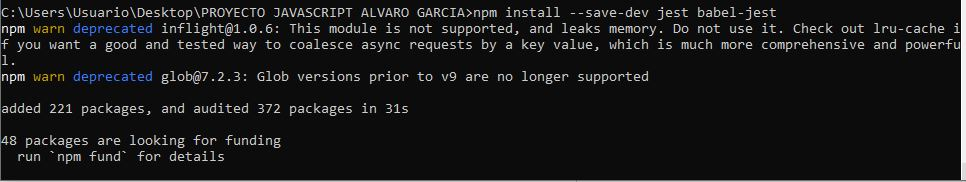 C:\Users\Usuario\Desktop\PROYECTO JAVASCRIPT ALVARO GARCIA>npm install --save-dev jest babel-jest
npm warn deprecated inflight@1.0.6: This module is not supported, and leaks memory. Do not use it. Check out lru-cache i
f you want a good and tested way to coalesce async requests by a key value, which is much more comprehensive and powerfu
l.
npm warn deprecated glob@7.2.3: Glob versions prior to v9 are no longer supported
added 221 packages, and audited 372 packages in 31s
48 packages are looking for funding
  run `npm fund` for details